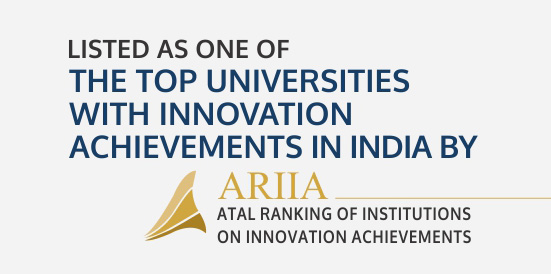 LISTED AS ONE OF
THE TOP UNIVERSITIES
WITH INNOVATION
ACHIEVEMENTS IN INDIA BY
ARIIA
ATAL RANKING OF INSTITUTIONS
ON INNOVATION ACHIEVEMENTS